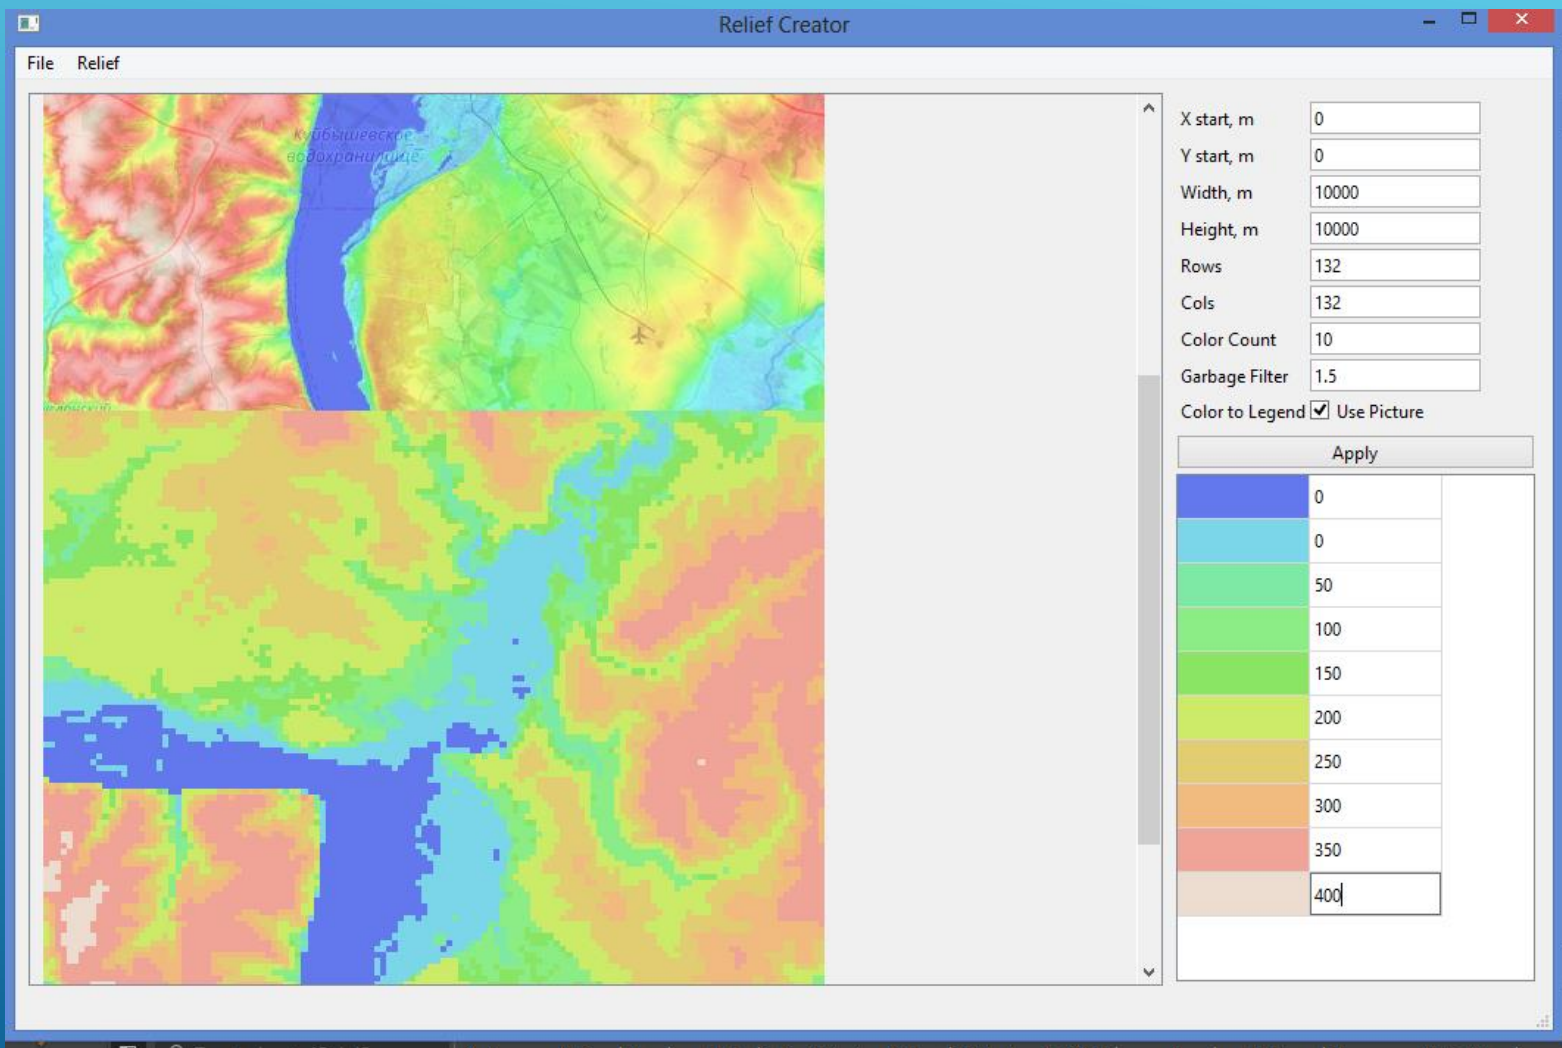 Relief Creator
File Relief
Куйбышевское
водохранилище
X start, m 0
Y start, m 0
Width, m 10000
Height, m 10000
Rows 132
Cols 132
Color Count 10
Garbage Filter 1.5
Color to Legend Use Picture
Apply
0
0
50
100
150
200
250
300
350
400